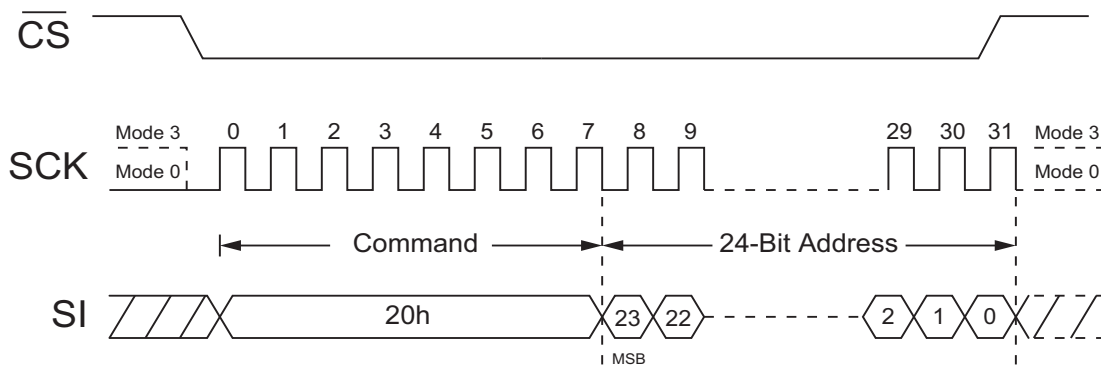 CS
Mode 3 0 1 2 3 4 5 6 7 8 9 29 30 31 Mode 3
SCK
Mode 0 Mode 0
Command 24-Bit Address
SI 20h 23 22 2 1 0
MSB